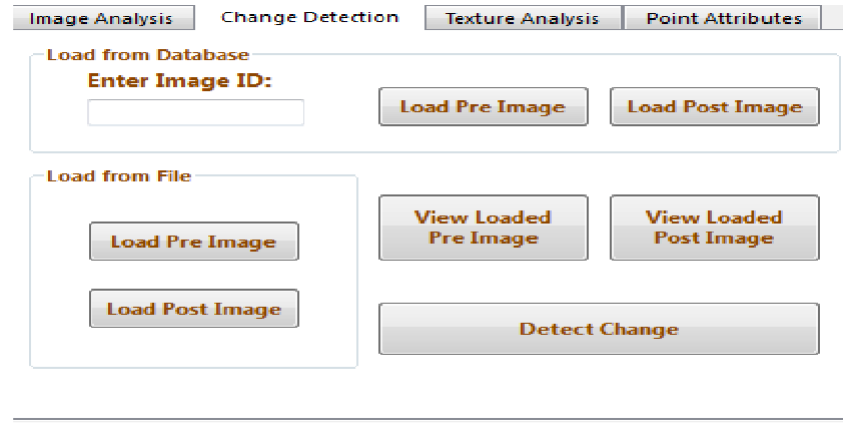 Image Analysis Change Detection Texture Analysis Point Attributes
Load from Database
Enter Image ID:
Load Pre Image Load Post Image
Load from File
Load Pre Image
Load Post Image
View Loaded
Pre Image
View Loaded
Post Image
Detect Change